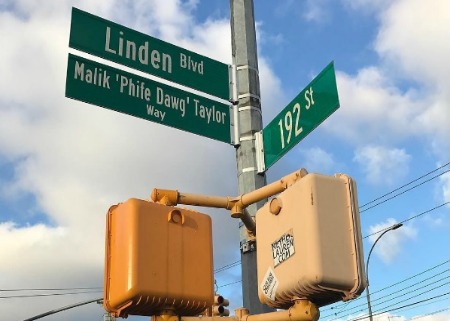 Linden Blvd
Malik 'Phife Dawg' Taylor
Way
192 St